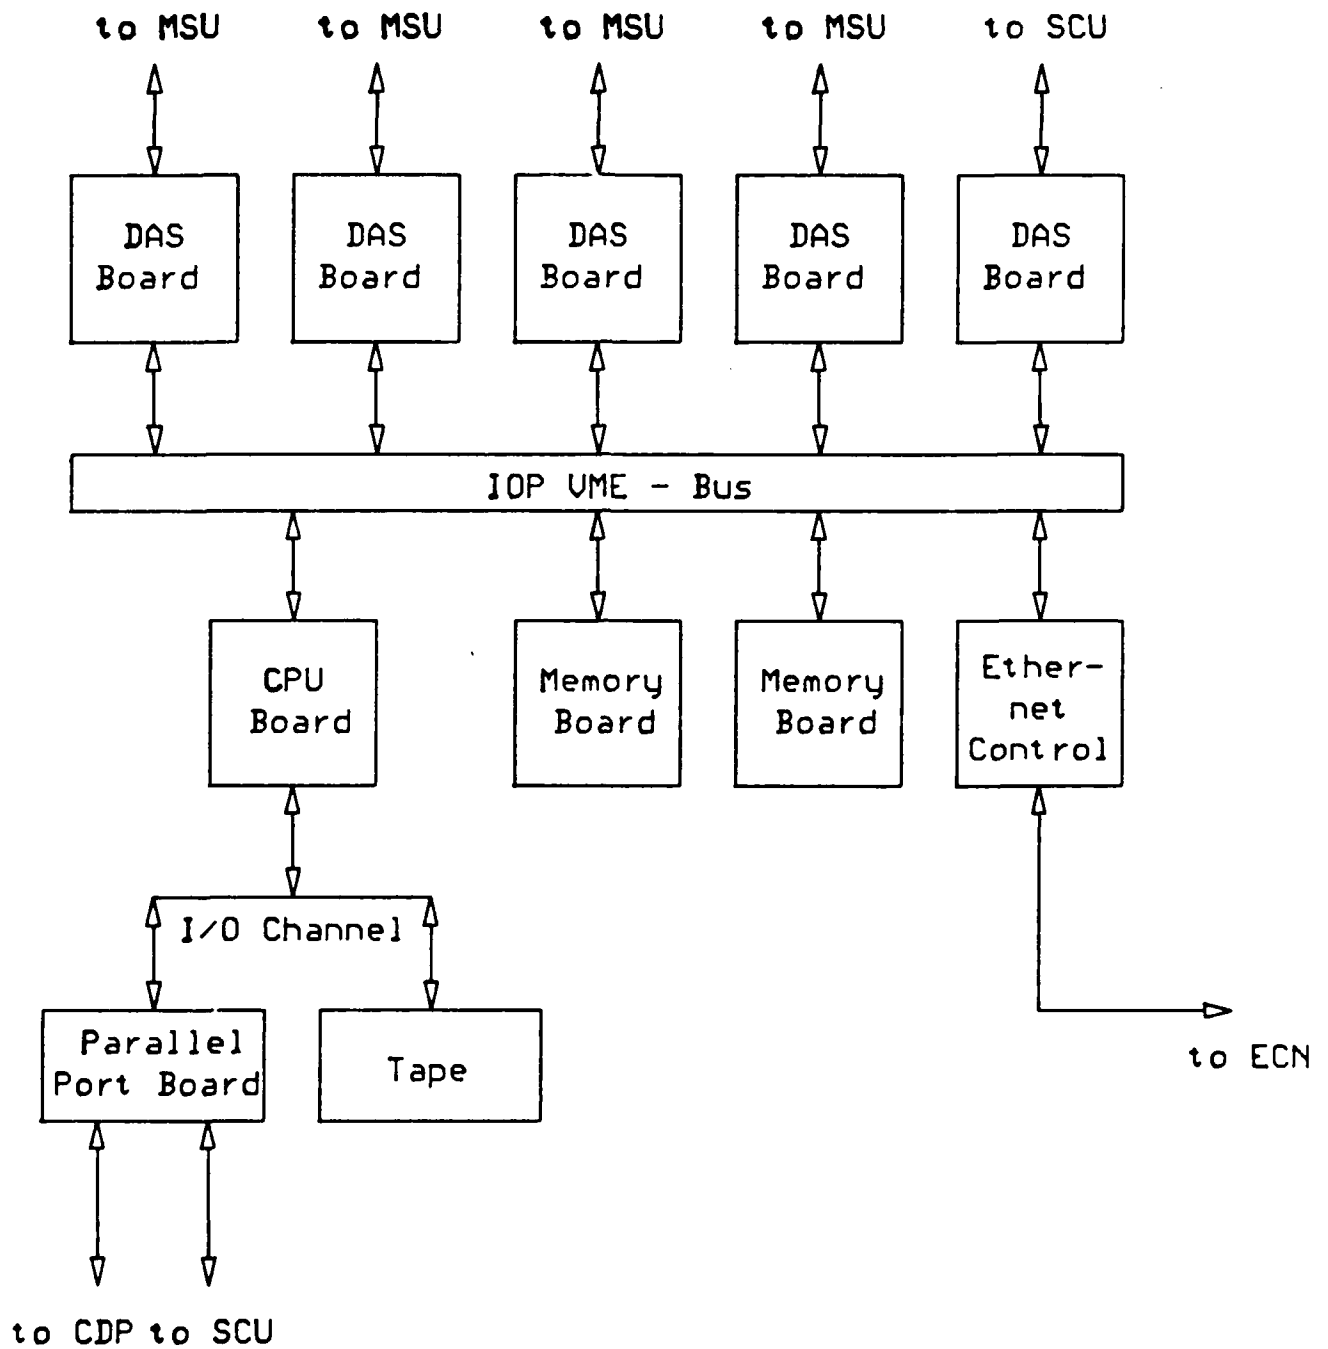 to MSU
to MSU
to MSU
to MSU
to SCU
DAS
Board
DAS
Board
DAS
Board
DAS
Board
DAS
Board
IOP VME - Bus
CPU
Board
Memory
Board
Memory
Board
Ether-
net
Control
I/O Channel
Parallel
Port Board
Tape
to ECN
to CDP
to SCU